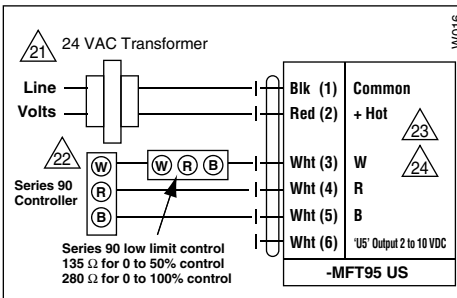 W016
21 24 VAC Transformer
Line
Volts
Blk (1) Common
Red (2) + Hot
23
22
24
W W R B Wht (3) W
Series 90
Controller
R Wht (4) R
B Wht (5) B
Wht (6) 'U5' Output 2 to 10 VDC
Series 90 low limit control
135 Ω for 0 to 50% control
280 Ω for 0 to 100% control
-MFT95 US